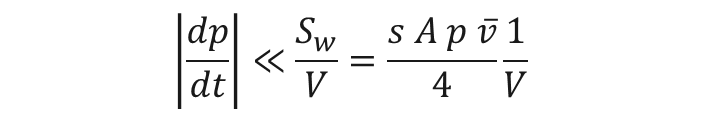 |dp/dt| ≪ S_w/V = (s A p v̄)/4 1/V